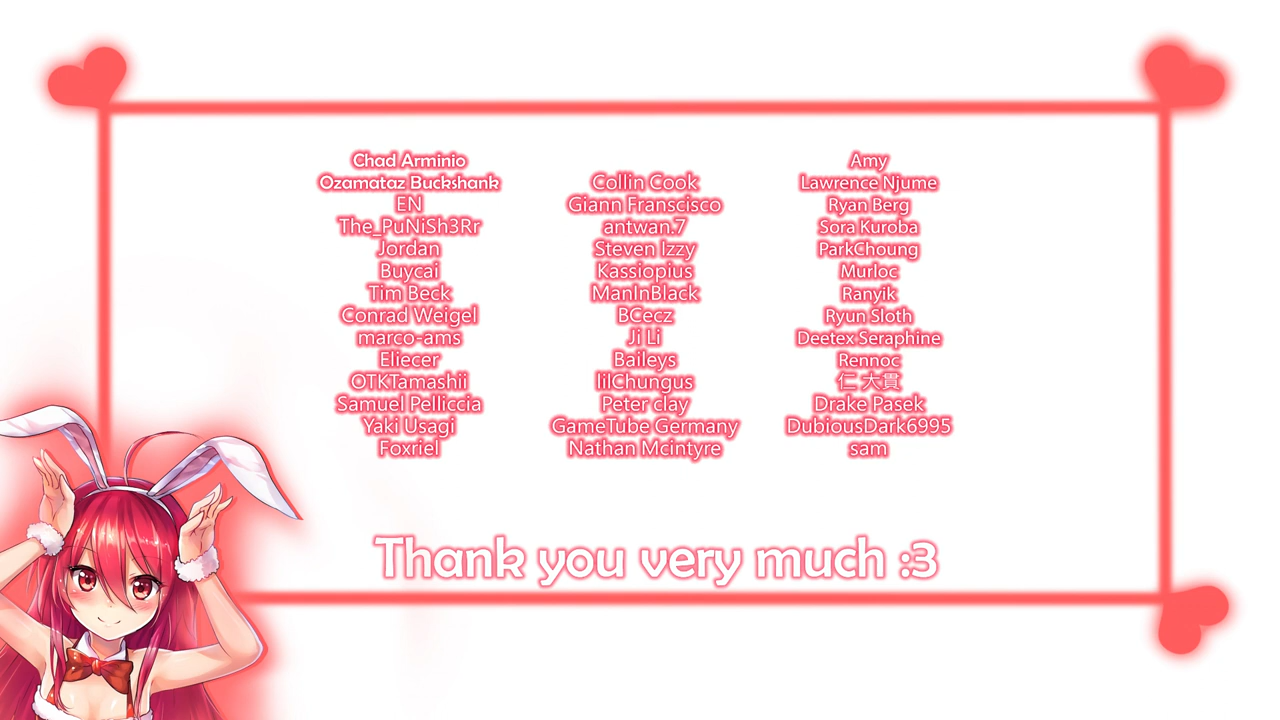 Chad Arminio
Ozamataz Buckshank
EN
The_PuNiSh3Rr
Jordan
Buycai
Tim Beck
Conrad Weigel
marco-ams
Eliecer
OTKTamashii
Samuel Pelliccia
Yaki Usagi
Foxriel
Collin Cook
Giann Franscisco
antwan.7
Steven Izzy
Kassiopius
ManInBlack
BCecz
Ji Li
Baileys
lilChungus
Peter clay
GameTube Germany
Nathan Mcintyre
Amy
Lawrence Njume
Ryan Berg
Sora Kuroba
ParkChoung
Murloc
Ranyik
Ryun Sloth
Deetex Seraphine
Rennoc
仁 大貫
Drake Pasek
DubiousDark6995
sam
Thank you very much :3